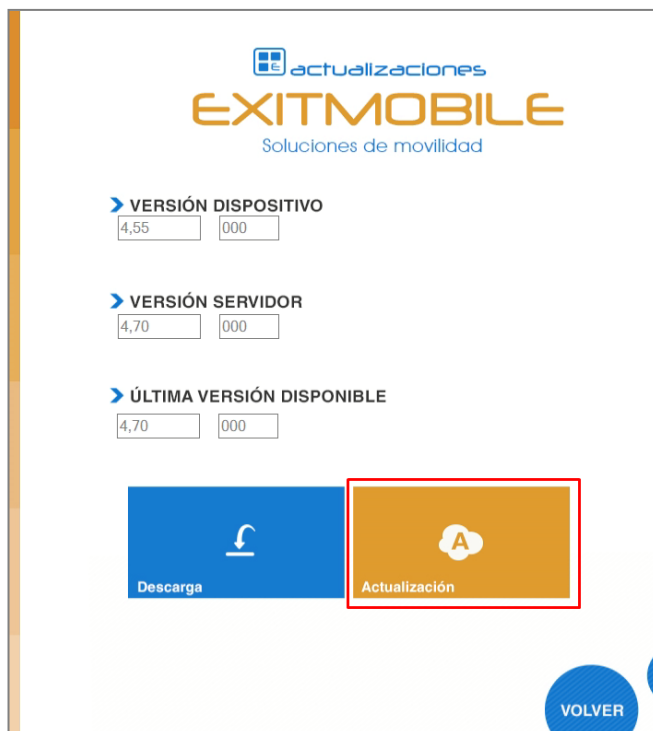 actualizaciones
EXITMOBILE
Soluciones de movilidad
VERSIÓN DISPOSITIVO
4,55 000
VERSIÓN SERVIDOR
4,70 000
ÚLTIMA VERSIÓN DISPONIBLE
4,70 000
A
Descarga Actualización
VOLVER